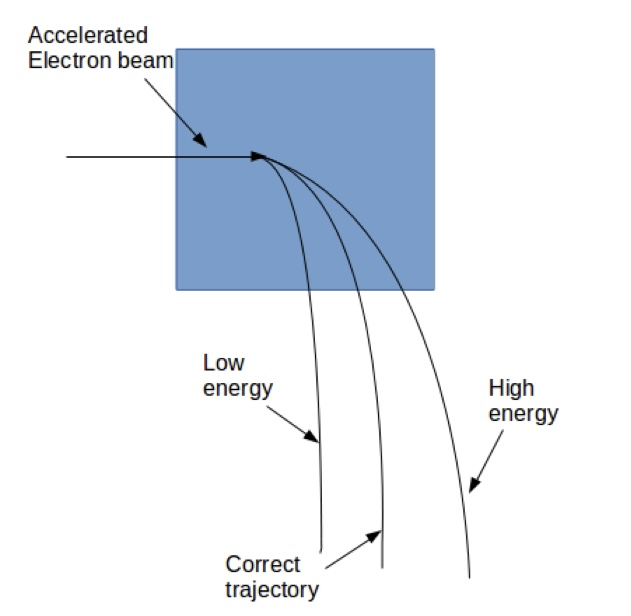 Accelerated
Electron beam
Low
energy
High
energy
Correct
trajectory